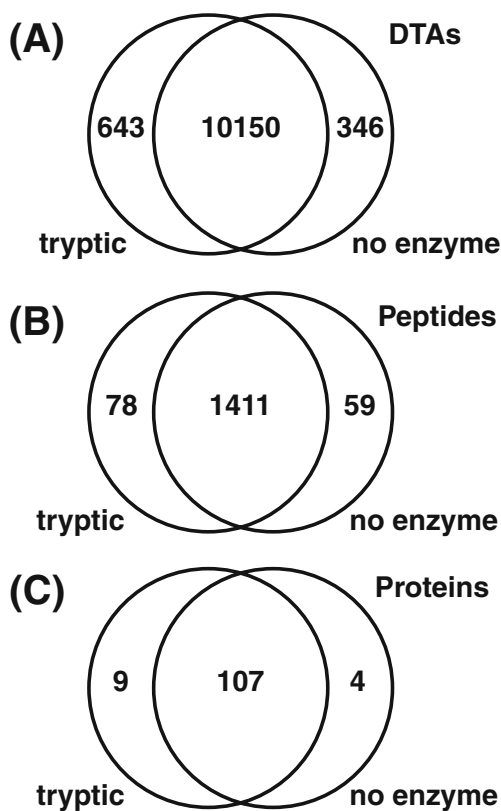 (A) DTAs
643 10150 346
tryptic no enzyme
(B) Peptides
78 1411 59
tryptic no enzyme
(C) Proteins
9 107 4
tryptic no enzyme